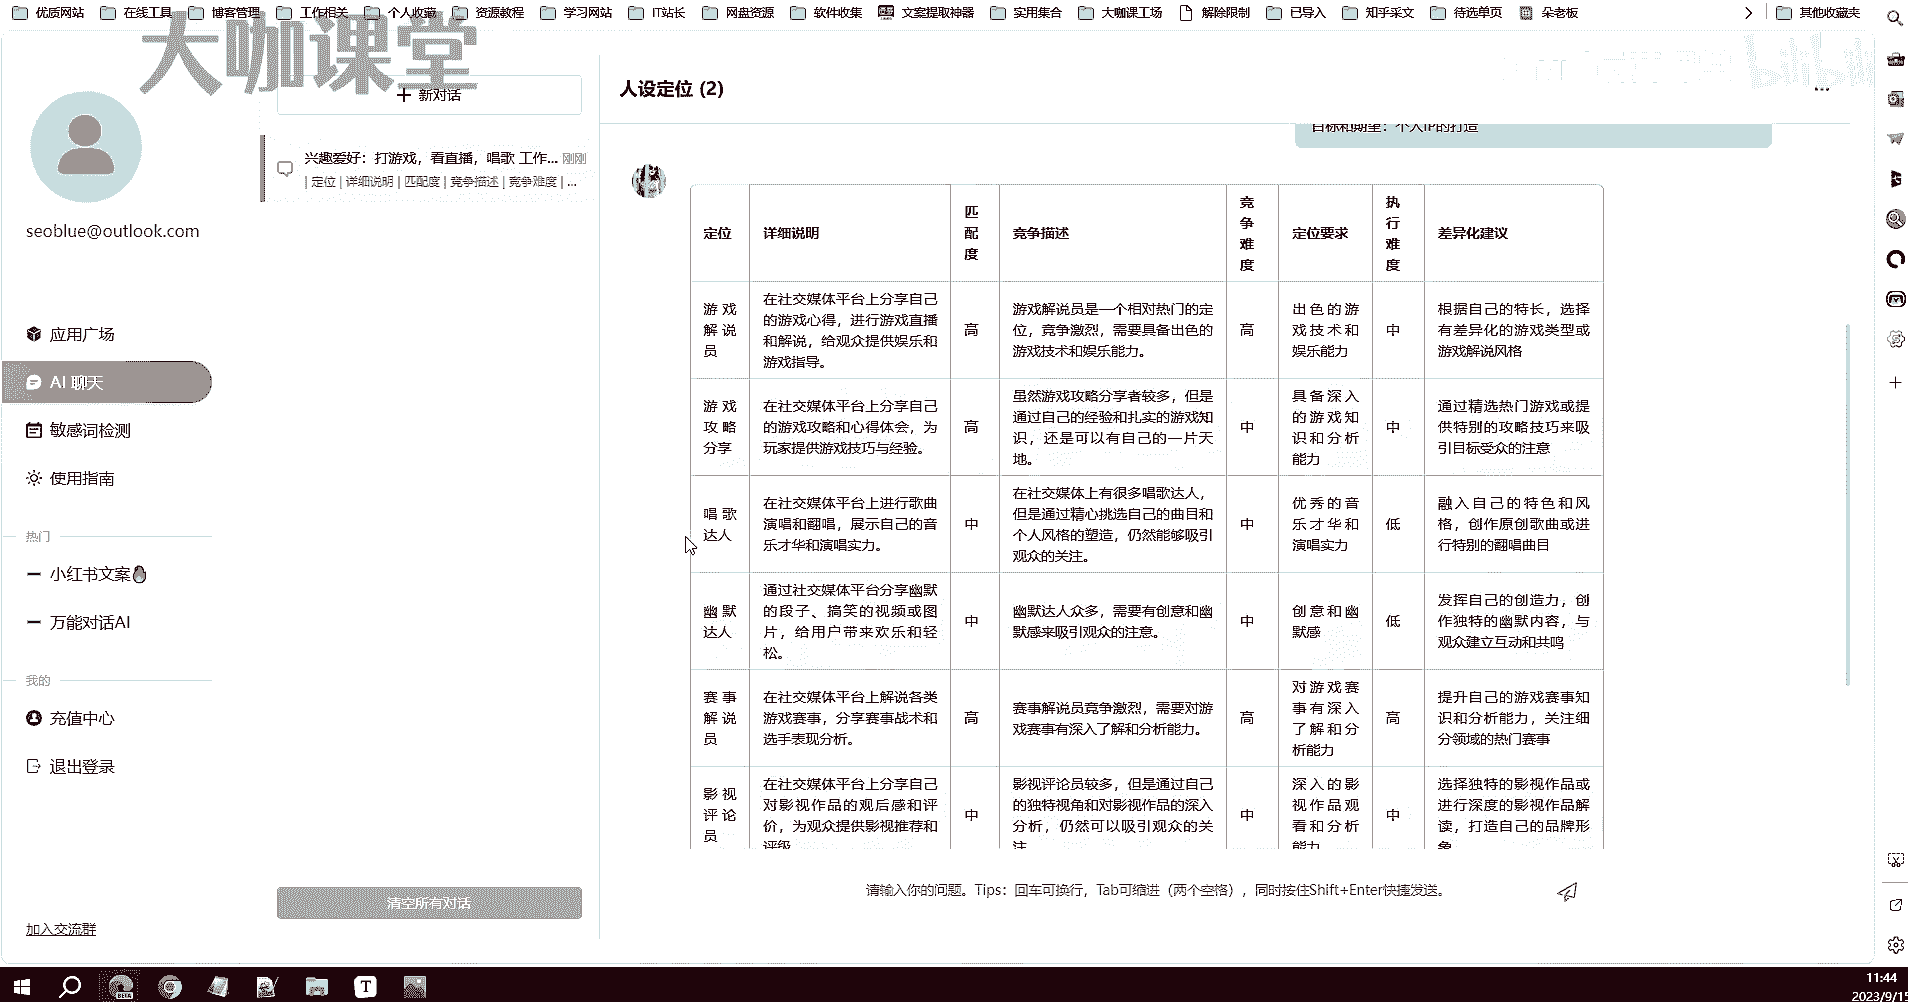 优质网站 在线工具 博客管理 工作相关 个人收藏 资源教程 学习网站 IT站长 网盘资源 软件收集 文案提取神器 实用集合 大咖课工场 解除限制 已导入 知乎采文 待选单页 朵老板 其他收藏夹
大咖课堂
bilibili
新对话
人设定位 (2)
目标和期望：个人IP的打造
兴趣爱好：打游戏，看直播，唱歌 工作... 刚刚
| 定位 | 详细说明 | 匹配度 | 竞争描述 | 竞争难度 | ...
seoblue@outlook.com
应用广场
AI 聊天
敏感词检测
使用指南
热门
小红书文案
万能对话AI
我的
充值中心
退出登录
加入交流群
清空所有对话
定位 详细说明 匹配度 竞争描述 竞争难度 定位要求 执行难度 差异化建议
游戏解说员 在社交媒体平台上分享自己的游戏心得，进行游戏直播和解说，给观众提供娱乐和游戏指导。 高 游戏解说员是一个相对热门的定位，竞争激烈，需要具备出色的游戏技术和娱乐能力。 高 出色的游戏技术和娱乐能力 中 根据自己的特长，选择有差异化的游戏类型或游戏解说风格
游戏攻略分享 在社交媒体平台上分享自己的游戏攻略和心得体会，为玩家提供游戏技巧与经验。 高 虽然游戏攻略分享者较多，但是通过自己的经验和扎实的游戏知识，还是可以有自己的一片天地。 中 具备深入的游戏知识和分析能力 中 通过精选热门游戏或提供特别的攻略技巧来吸引目标受众的注意
唱歌达人 在社交媒体平台上进行歌曲演唱和翻唱，展示自己的音乐才华和演唱实力。 中 在社交媒体上有很多唱歌达人，但是通过精心挑选自己的曲目和个人风格的塑造，仍然能够吸引观众的关注。 中 优秀的音乐才华和演唱实力 低 融入自己的特色和风格，创作原创歌曲或进行特别的翻唱曲目
幽默达人 通过社交媒体平台分享幽默的段子、搞笑的视频或图片，给用户带来欢乐和轻松。 中 幽默达人众多，需要有创意和幽默感来吸引观众的注意。 中 创意和幽默感 低 发挥自己的创造力，创作独特的幽默内容，与观众建立互动和共鸣
赛事解说员 在社交媒体平台上解说各类游戏赛事，分享赛事战术和选手表现分析。 高 赛事解说员竞争激烈，需要对游戏赛事有深入了解和分析能力。 高 对游戏赛事有深入了解和分析能力 高 提升自己的游戏赛事知识和分析能力，关注细分领域的热门赛事
影视评论员 在社交媒体平台上分享自己对影视作品的观后感和评价，为观众提供影视推荐和评级 中 影视评论员较多，但是通过自己的独特视角和对影视作品的深入分析，仍然可以吸引观众的关注 中 深入的影视作品观看和分析能力 中 选择独特的影视作品或进行深度的影视作品解读，打造自己的品牌形象
请输入你的问题。Tips：回车可换行，Tab可缩进（两个空格），同时按住Shift+Enter快捷发送。
BETA
T
11:44
2023/9/15